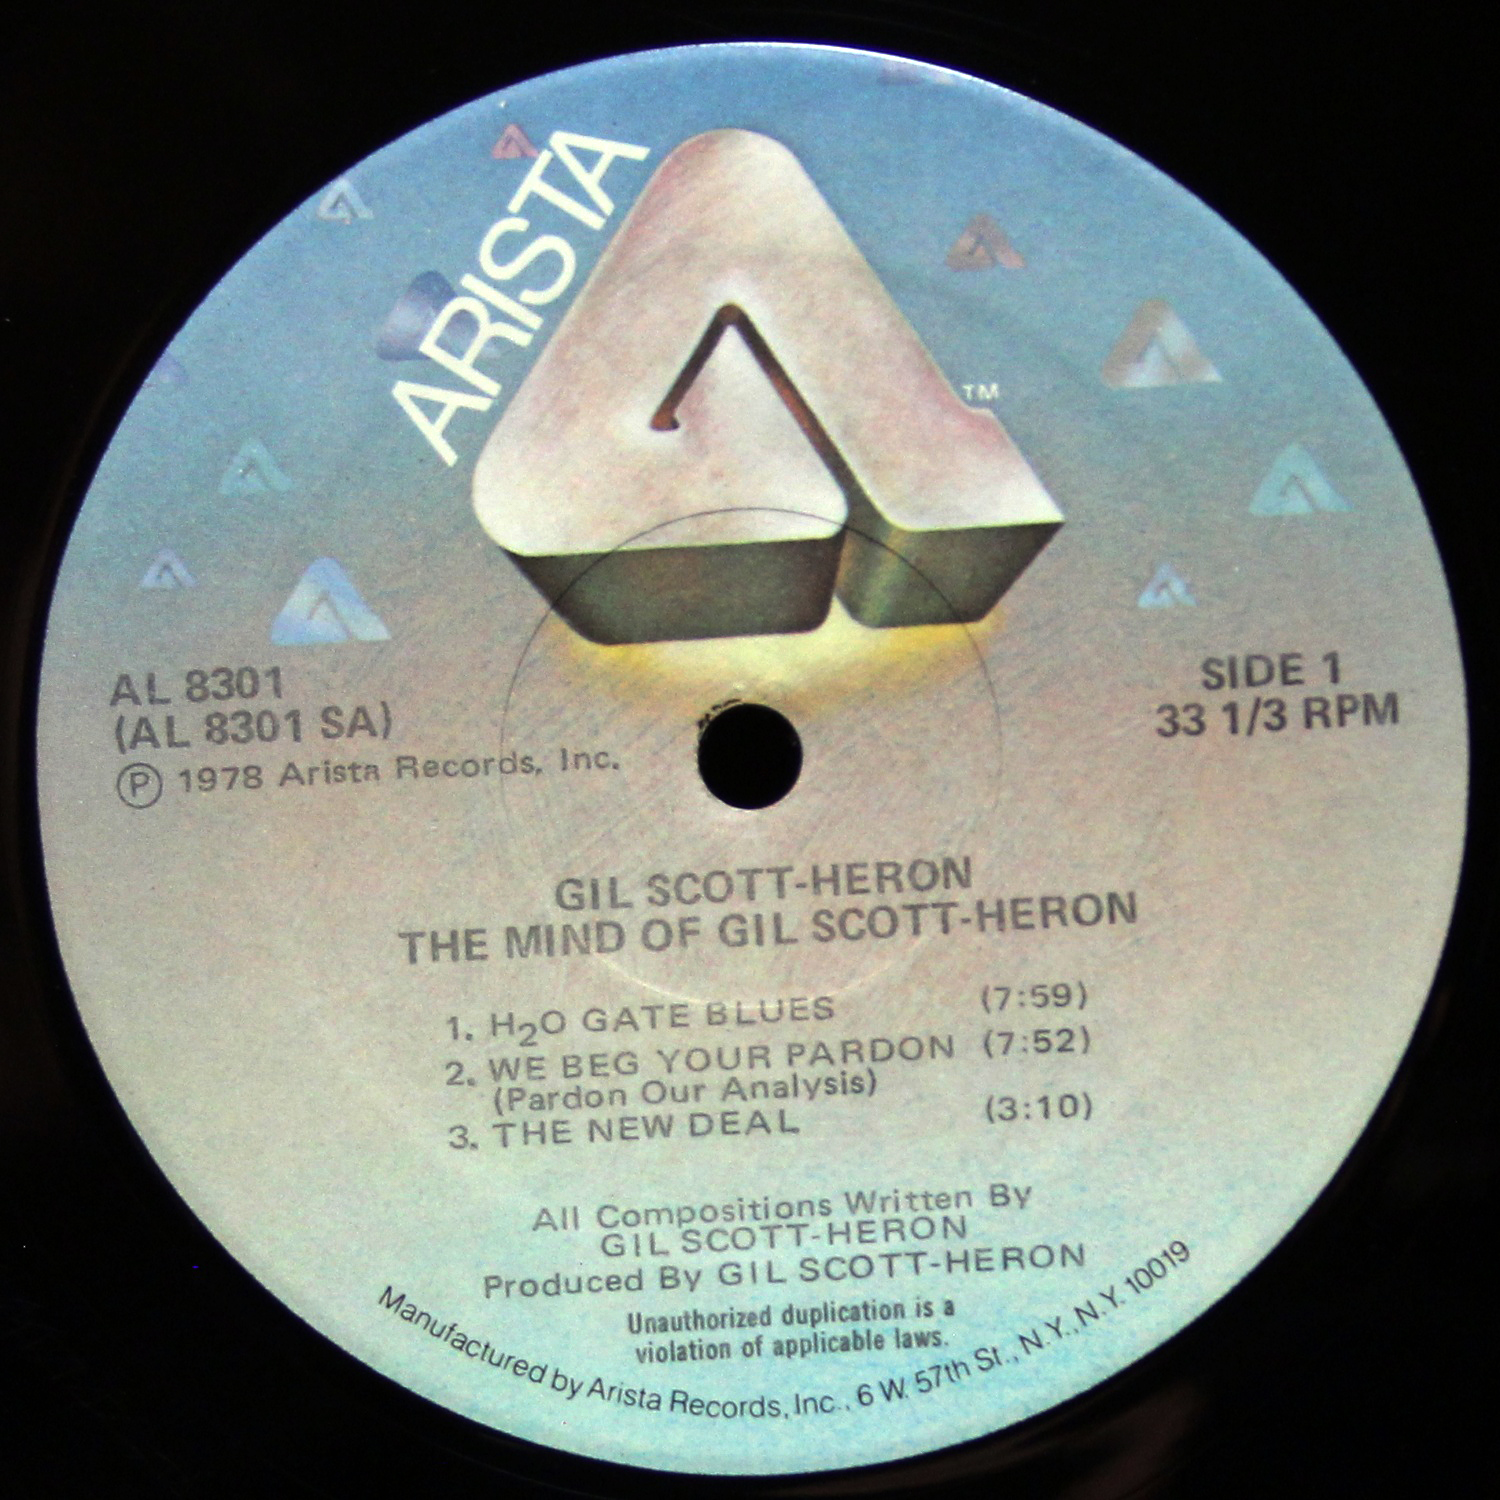 ARISTA
TM
AL 8301
(AL 8301 SA)
Ⓟ 1978 Arista Records, Inc.
SIDE 1
33 1/3 RPM
GIL SCOTT-HERON
THE MIND OF GIL SCOTT-HERON
1. H₂O GATE BLUES (7:59)
2. WE BEG YOUR PARDON (7:52)
(Pardon Our Analysis)
3. THE NEW DEAL (3:10)
All Compositions Written By
GIL SCOTT-HERON
Produced By GIL SCOTT-HERON
Unauthorized duplication is a
violation of applicable laws.
Manufactured by Arista Records, Inc., 6 W. 57th St., N.Y., N.Y. 10019